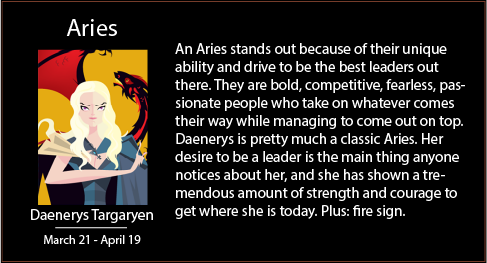 Aries
Daenerys Targaryen
March 21 - April 19
An Aries stands out because of their unique
ability and drive to be the best leaders out
there. They are bold, competitive, fearless, pas-
sionate people who take on whatever comes
their way while managing to come out on top.
Daenerys is pretty much a classic Aries. Her
desire to be a leader is the main thing anyone
notices about her, and she has shown a tre-
mendous amount of strength and courage to
get where she is today. Plus: fire sign.